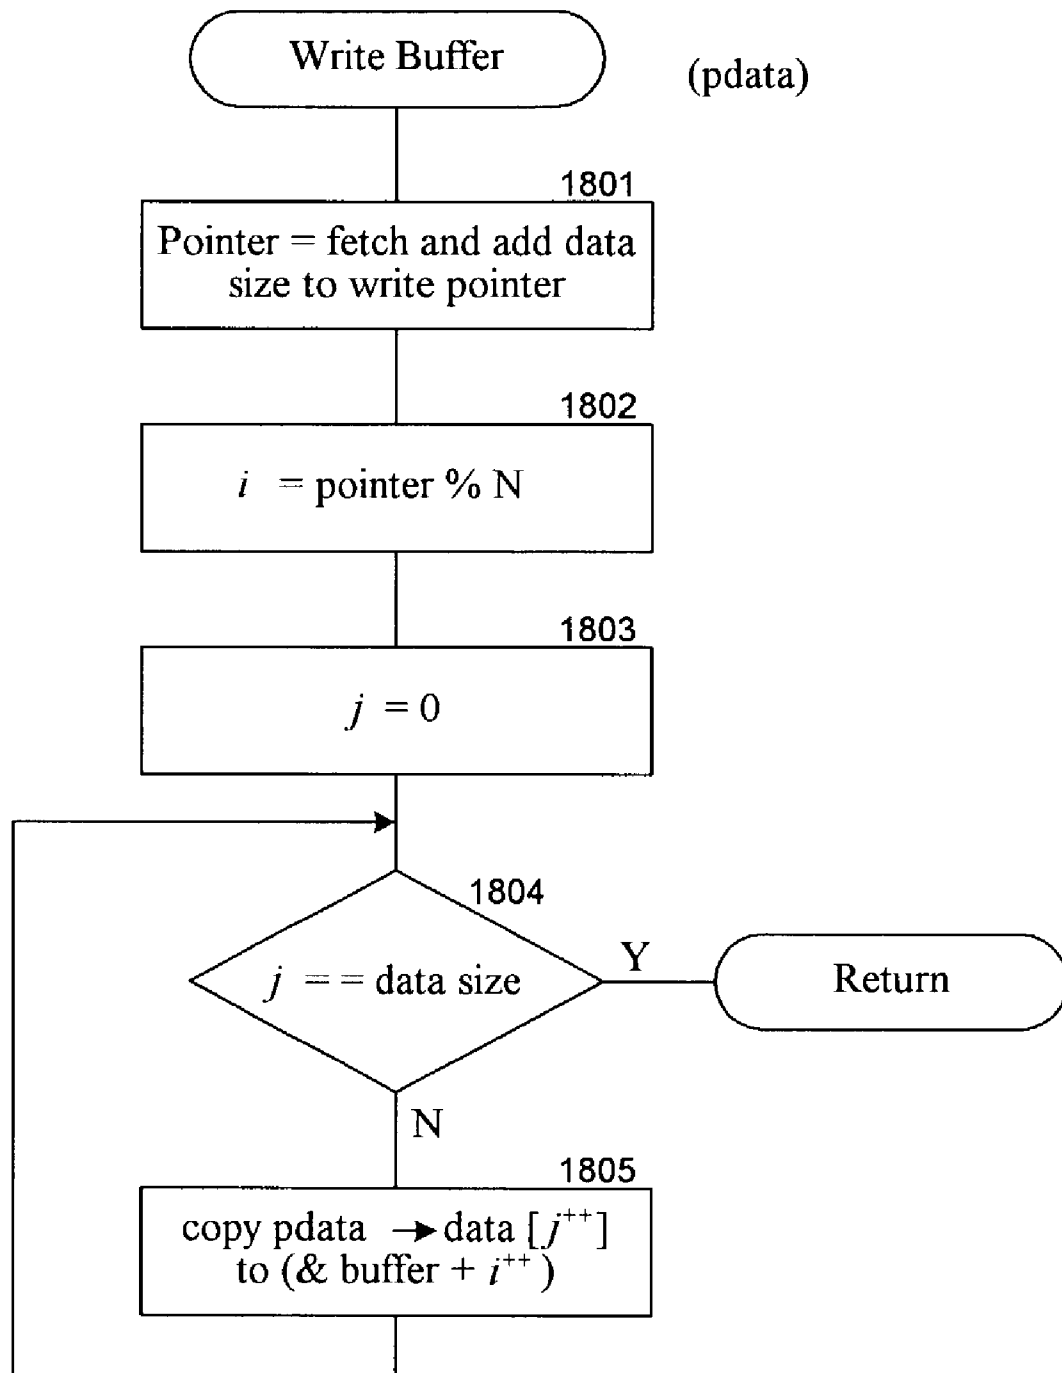 Write Buffer
(pdata)
1801
Pointer = fetch and add data
size to write pointer
1802
i = pointer % N
1803
j = 0
1804
j = = data size
Y
Return
N
1805
copy pdata → data [j++]
to (& buffer + i++ )